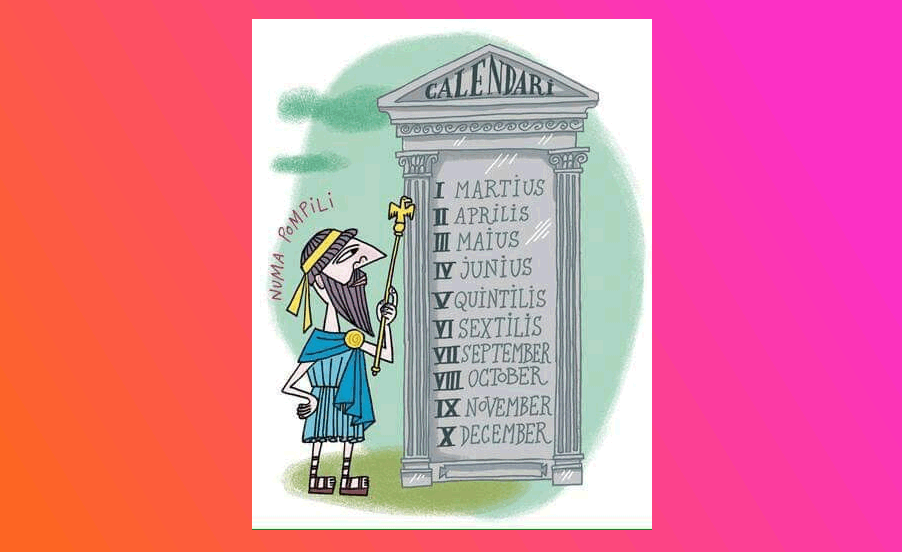 CALENDARI
NUMA POMPILI
I MARTIUS
II APRILIS
III MAIUS
IV JUNIUS
V QUINTILIS
VI SEXTILIS
VII SEPTEMBER
VIII OCTOBER
IX NOVEMBER
X DECEMBER